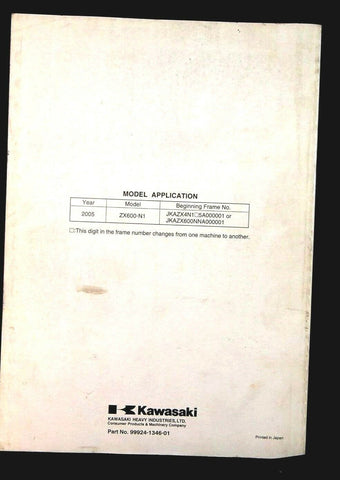 MODEL APPLICATION
Year Model Beginning Frame No.
2005 ZX600-N1 JKAZX4N1□5A000001 or
JKAZX600NNA000001
□:This digit in the frame number changes from one machine to another.
Kawasaki
KAWASAKI HEAVY INDUSTRIES,LTD.
Consumer Products & Machinery Company
Part No. 99924-1346-01
Printed in Japan